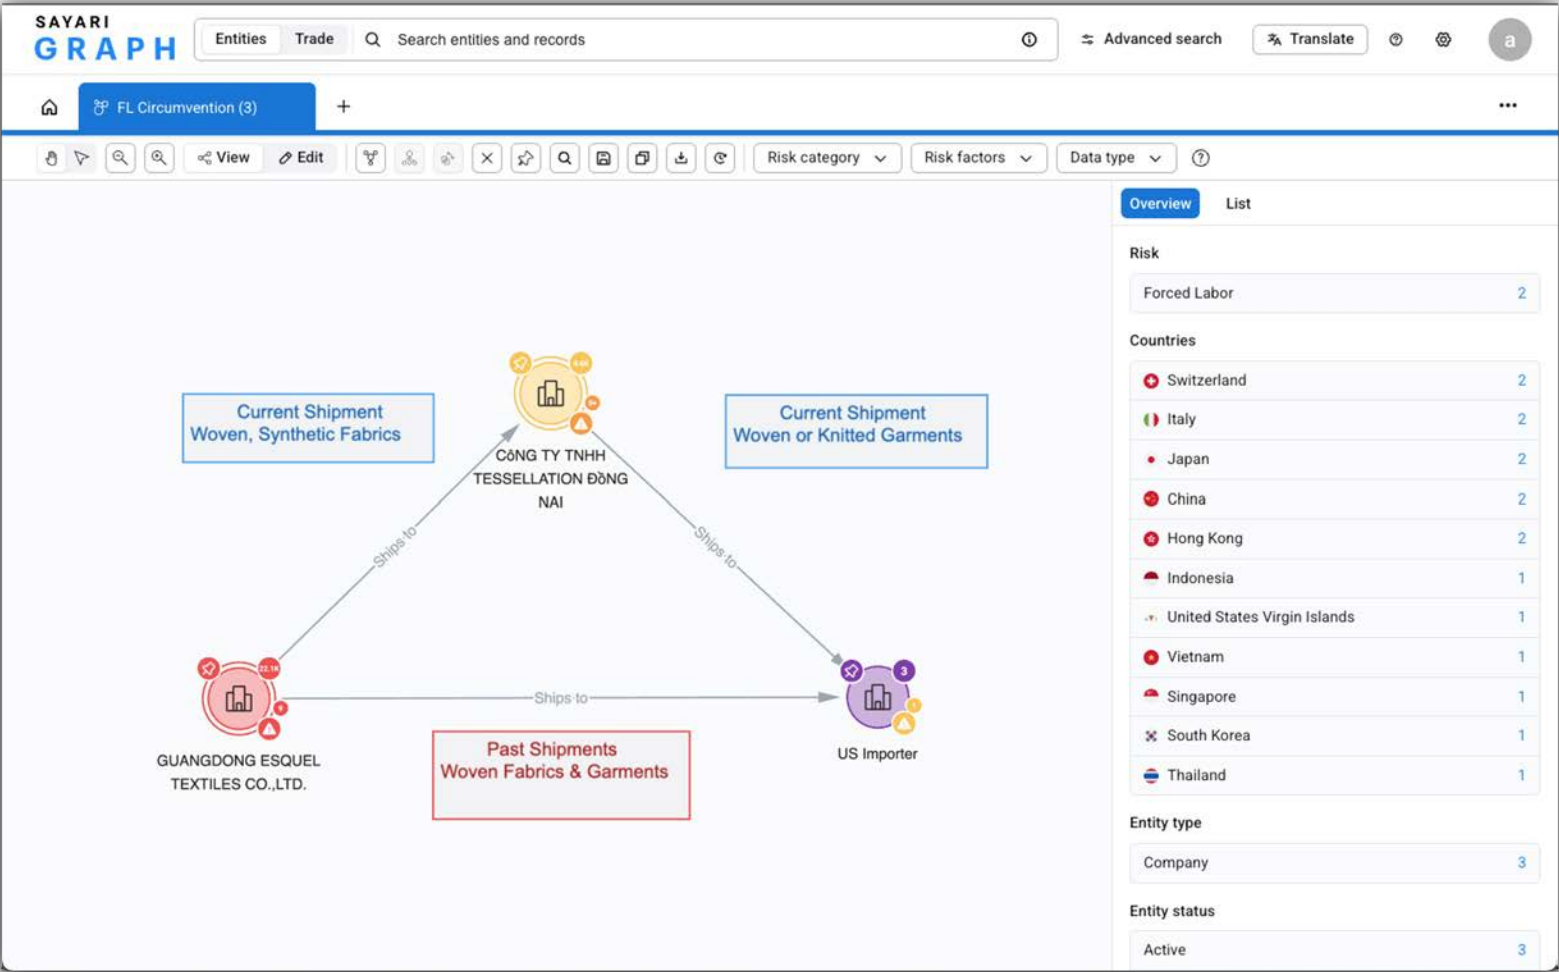 SAYARI
GRAPH
Entities
Trade
Search entities and records
Advanced search
Translate
a
FL Circumvention (3)
View
Edit
Risk category
Risk factors
Data type
Current Shipment
Woven, Synthetic Fabrics
Current Shipment
Woven or Knitted Garments
CôNG TY TNHH
TESSELLATION ĐồNG
NAI
Ships to
Ships to
22.1K
9
Ships to
3
1
GUANGDONG ESQUEL
TEXTILES CO.,LTD.
US Importer
Past Shipments
Woven Fabrics & Garments
Overview
List
Risk
Forced Labor 2
Countries
Switzerland 2
Italy 2
Japan 2
China 2
Hong Kong 2
Indonesia 1
United States Virgin Islands 1
Vietnam 1
Singapore 1
South Korea 1
Thailand 1
Entity type
Company 3
Entity status
Active 3